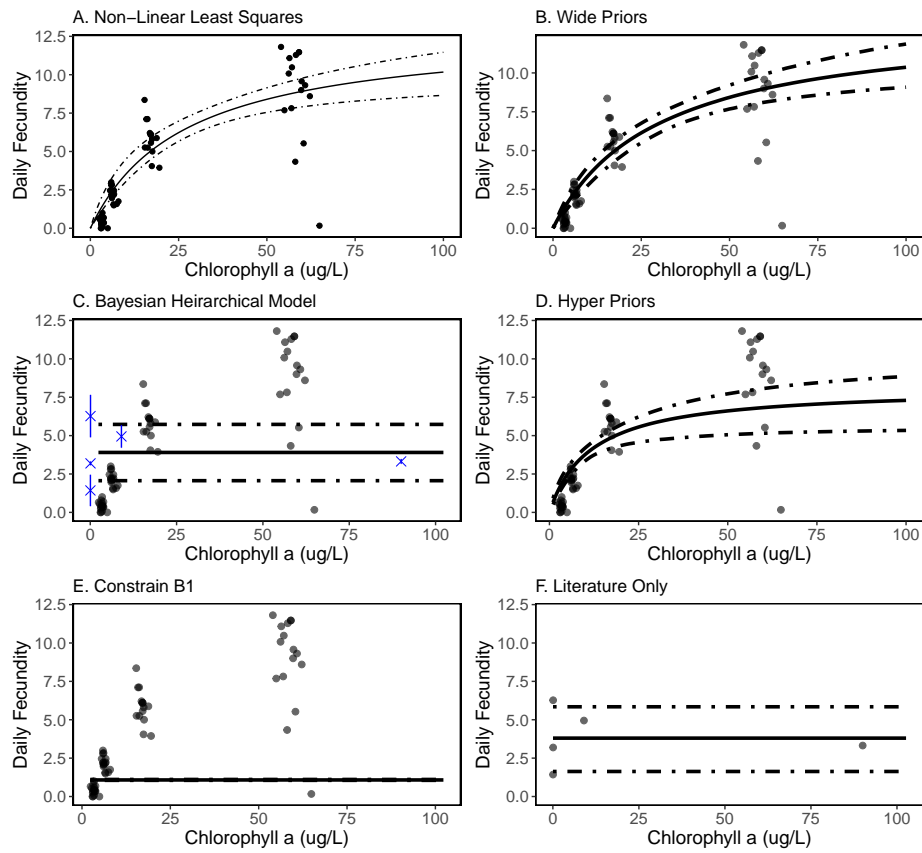 A. Non−Linear Least Squares
12.5
10.0
7.5
5.0
2.5
0.0
Daily Fecundity
0 25 50 75 100
Chlorophyll a (ug/L)
B. Wide Priors
12.5
10.0
7.5
5.0
2.5
0.0
Daily Fecundity
0 25 50 75 100
Chlorophyll a (ug/L)
C. Bayesian Heirarchical Model
12.5
10.0
7.5
5.0
2.5
0.0
Daily Fecundity
0 25 50 75 100
Chlorophyll a (ug/L)
D. Hyper Priors
12.5
10.0
7.5
5.0
2.5
0.0
Daily Fecundity
0 25 50 75 100
Chlorophyll a (ug/L)
E. Constrain B1
12.5
10.0
7.5
5.0
2.5
0.0
Daily Fecundity
0 25 50 75 100
Chlorophyll a (ug/L)
F. Literature Only
12.5
10.0
7.5
5.0
2.5
0.0
Daily Fecundity
0 25 50 75 100
Chlorophyll a (ug/L)